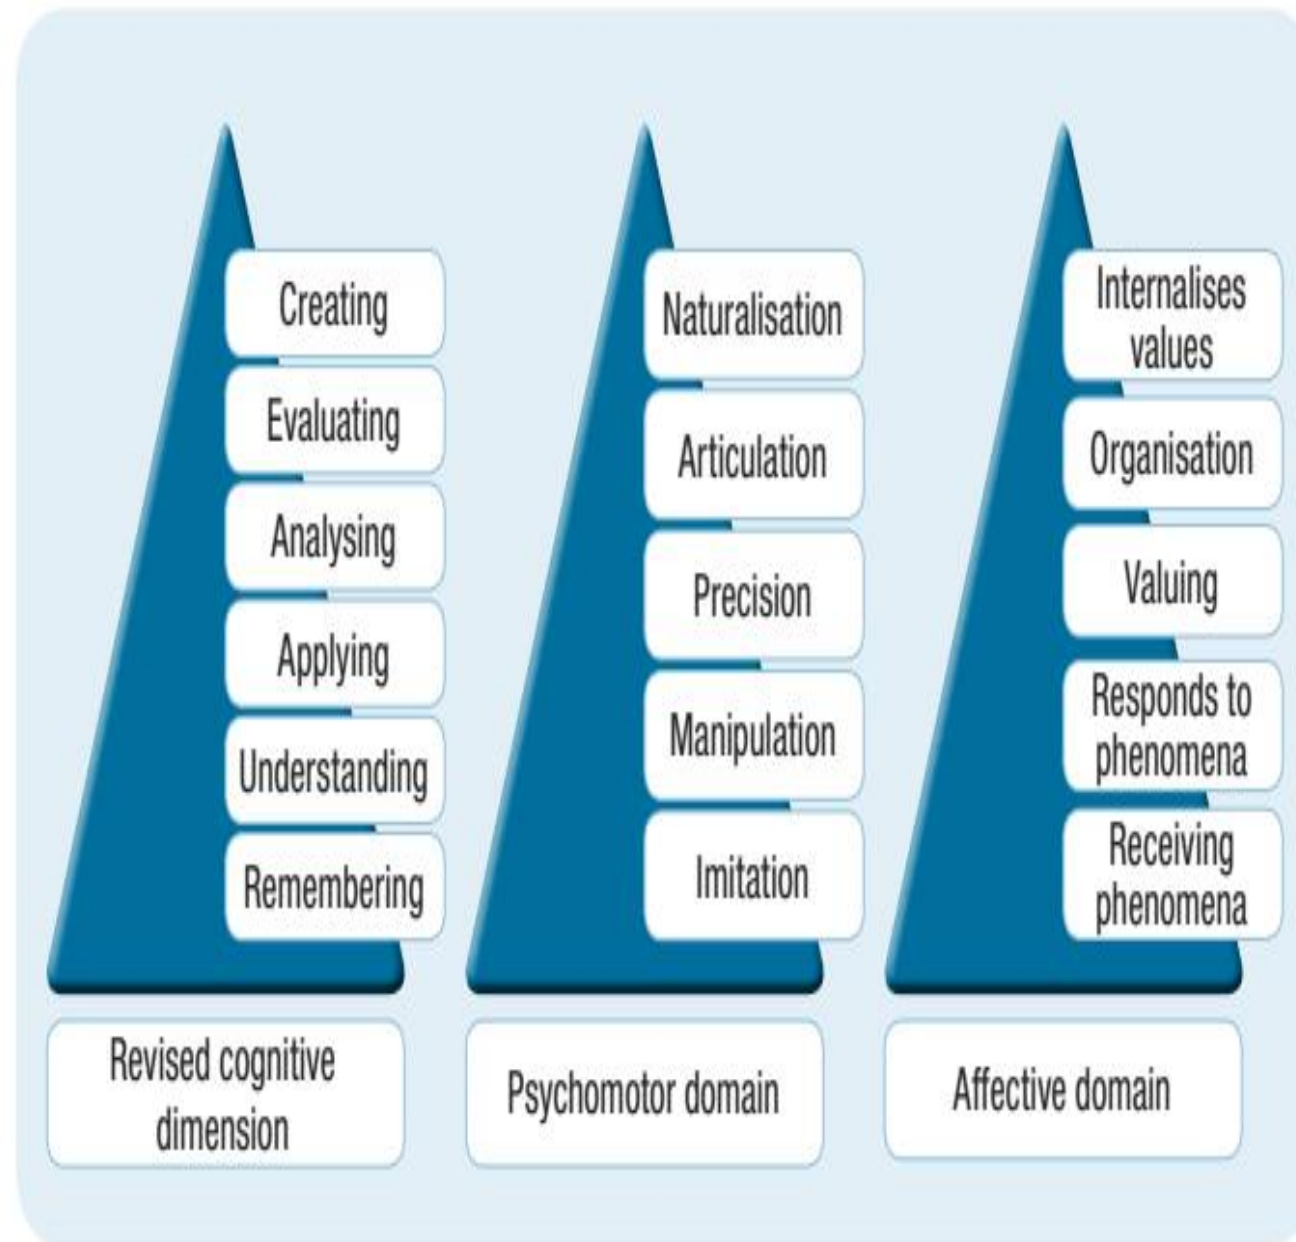 Creating
Evaluating
Analysing
Applying
Understanding
Remembering
Revised cognitive
dimension
Naturalisation
Articulation
Precision
Manipulation
Imitation
Psychomotor domain
Internalises
values
Organisation
Valuing
Responds to
phenomena
Receiving
phenomena
Affective domain